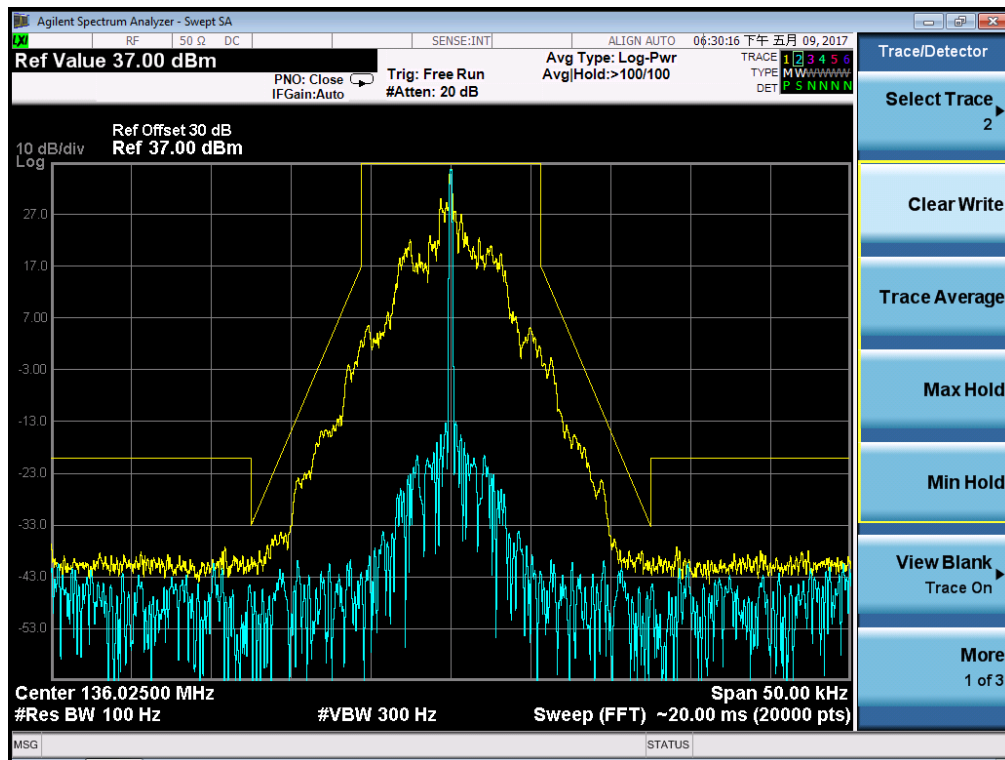 Agilent Spectrum Analyzer - Swept SA
LXI RF 50 Ω DC SENSE:INT ALIGN AUTO 06:30:16 下午 五月 09, 2017
Ref Value 37.00 dBm
PNO: Close
IFGain:Auto
Trig: Free Run
#Atten: 20 dB
Avg Type: Log-Pwr
Avg|Hold:>100/100
TRACE 1 2 3 4 5 6
TYPE M W W W W W
DET P S N N N N
Ref Offset 30 dB
10 dB/div Ref 37.00 dBm
Log
27.0
17.0
7.00
-3.00
-13.0
-23.0
-33.0
-43.0
-53.0
Center 136.02500 MHz Span 50.00 kHz
#Res BW 100 Hz #VBW 300 Hz Sweep (FFT) ~20.00 ms (20000 pts)
MSG STATUS
Trace/Detector
Select Trace
2
Clear Write
Trace Average
Max Hold
Min Hold
View Blank
Trace On
More
1 of 3